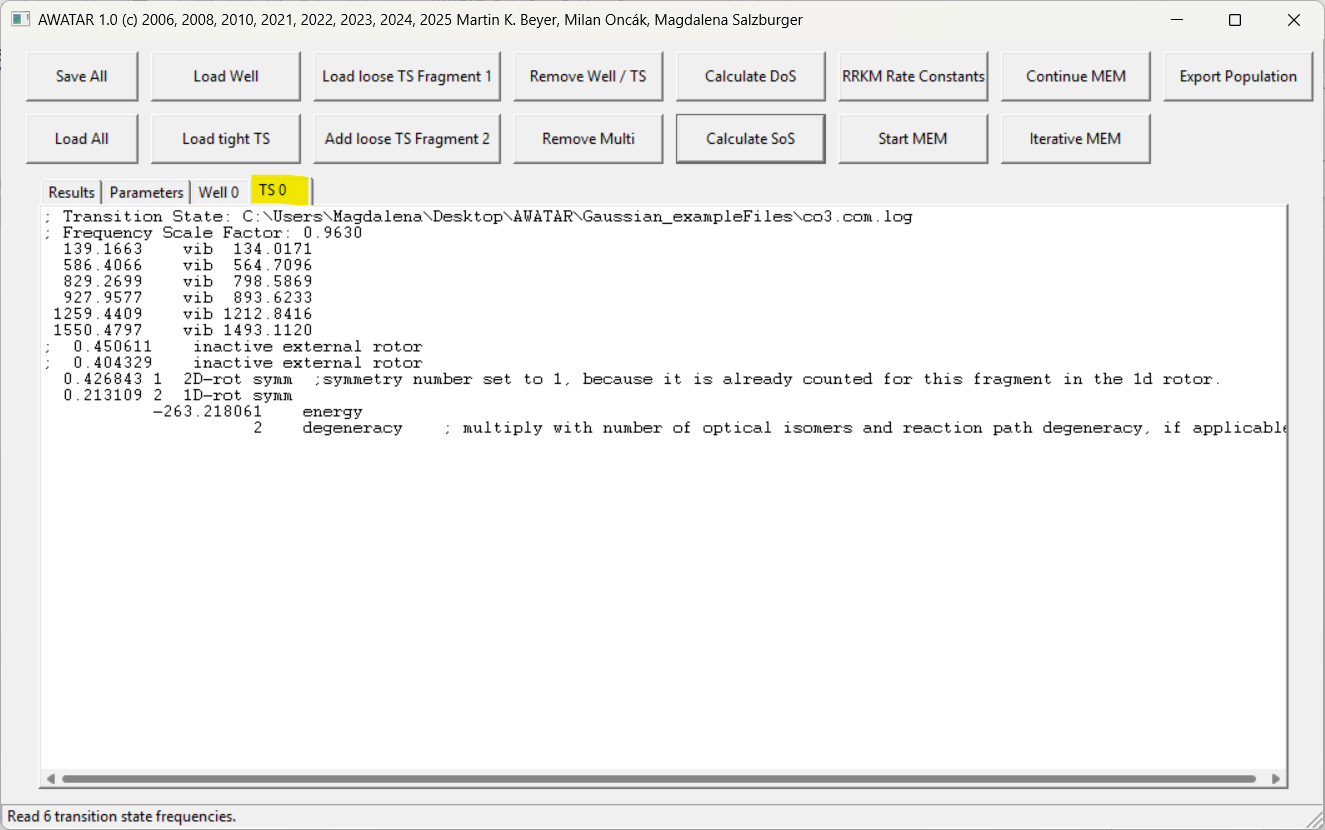 AWATAR 1.0 (c) 2006, 2008, 2010, 2021, 2022, 2023, 2024, 2025 Martin K. Beyer, Milan Oncák, Magdalena Salzburger
Save All Load Well Load loose TS Fragment 1 Remove Well / TS Calculate DoS RRKM Rate Constants Continue MEM Export Population
Load All Load tight TS Add loose TS Fragment 2 Remove Multi Calculate SoS Start MEM Iterative MEM
Results Parameters Well 0 TS 0
; Transition State: C:\Users\Magdalena\Desktop\AWATAR\Gaussian_exampleFiles\co3.com.log
; Frequency Scale Factor: 0.9630
139.1663 vib 134.0171
586.4066 vib 564.7096
829.2699 vib 798.5869
927.9577 vib 893.6233
1259.4409 vib 1212.8416
1550.4797 vib 1493.1120
; 0.450611 inactive external rotor
; 0.404329 inactive external rotor
0.426843 1 2D-rot symm ;symmetry number set to 1, because it is already counted for this fragment in the 1d rotor.
0.213109 2 1D-rot symm
-263.218061 energy
2 degeneracy ; multiply with number of optical isomers and reaction path degeneracy, if applicable
Read 6 transition state frequencies.